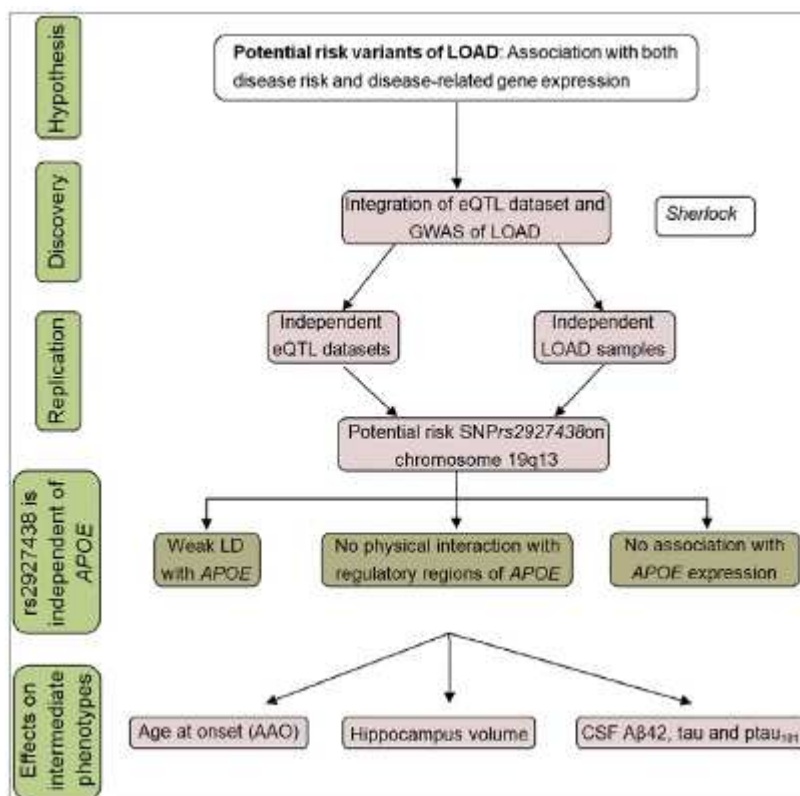 Hypothesis
Potential risk variants of LOAD: Association with both
disease risk and disease-related gene expression
Discovery
Integration of eQTL dataset and
GWAS of LOAD
Sherlock
Replication
Independent
eQTL datasets
Independent
LOAD samples
Potential risk SNPrs2927438on
chromosome 19q13
rs2927438 is
independent of
APOE
Weak LD
with APOE
No physical interaction with
regulatory regions of APOE
No association with
APOE expression
Effects on
intermediate
phenotypes
Age at onset (AAO)
Hippocampus volume
CSF Aβ42, tau and ptau₁₈₁